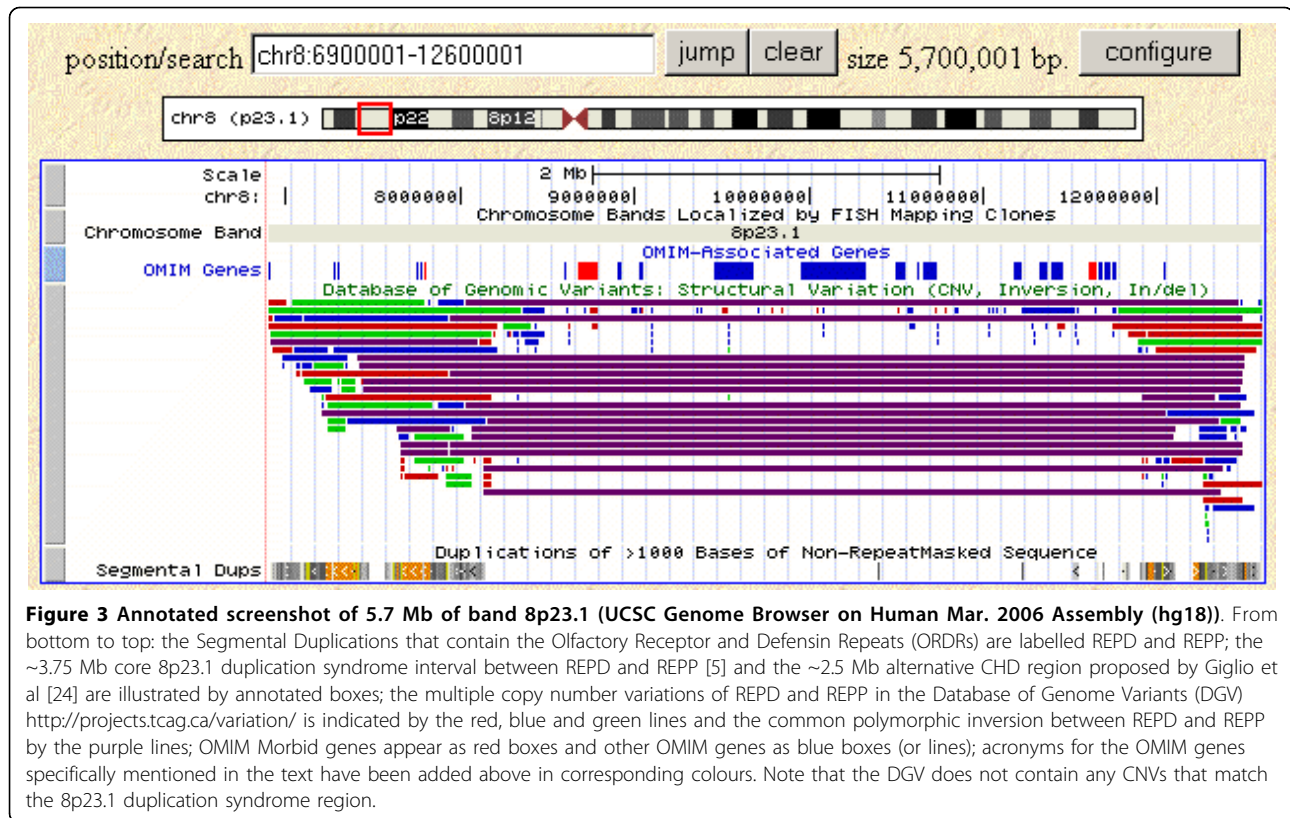 position/search chr8:6900001-12600001 jump clear size 5,700,001 bp. configure
chr8 (p23.1) p22 8p12
Scale 2 Mb
chr8: 8000000 9000000 10000000 11000000 12000000
Chromosome Bands Localized by FISH Mapping Clones
Chromosome Band 8p23.1
OMIM-Associated Genes
OMIM Genes
Database of Genomic Variants: Structural Variation (CNV, Inversion, In/del)
Duplications of >1000 Bases of Non-RepeatMasked Sequence
Segmental Dups
Figure 3 Annotated screenshot of 5.7 Mb of band 8p23.1 (UCSC Genome Browser on Human Mar. 2006 Assembly (hg18)). From
bottom to top: the Segmental Duplications that contain the Olfactory Receptor and Defensin Repeats (ORDRs) are labelled REPD and REPP; the
~3.75 Mb core 8p23.1 duplication syndrome interval between REPD and REPP [5] and the ~2.5 Mb alternative CHD region proposed by Giglio et
al [24] are illustrated by annotated boxes; the multiple copy number variations of REPD and REPP in the Database of Genome Variants (DGV)
http://projects.tcag.ca/variation/ is indicated by the red, blue and green lines and the common polymorphic inversion between REPD and REPP
by the purple lines; OMIM Morbid genes appear as red boxes and other OMIM genes as blue boxes (or lines); acronyms for the OMIM genes
specifically mentioned in the text have been added above in corresponding colours. Note that the DGV does not contain any CNVs that match
the 8p23.1 duplication syndrome region.